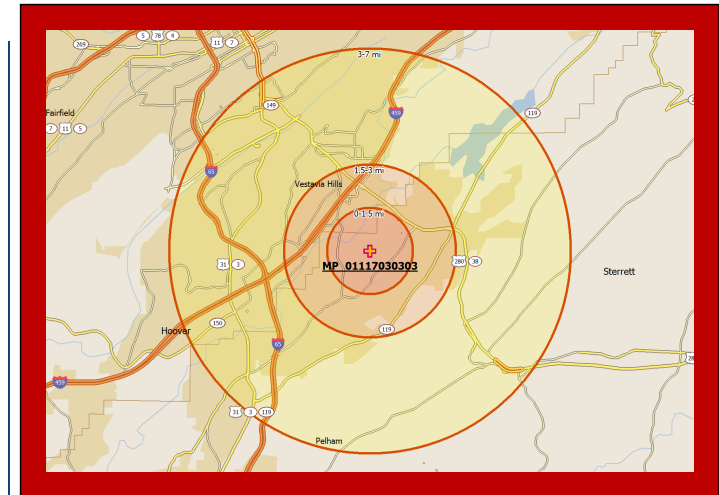 5 78 4
11 7
269
3-7 mi
149
459
119
Fairfield
7 11 5
1.5-3 mi
65
Vestavia Hills
0-1.5 mi
MP_01117030303
31 3
280 38
Sterrett
150
119
Hoover
65
28
459
31 3 119
Pelham